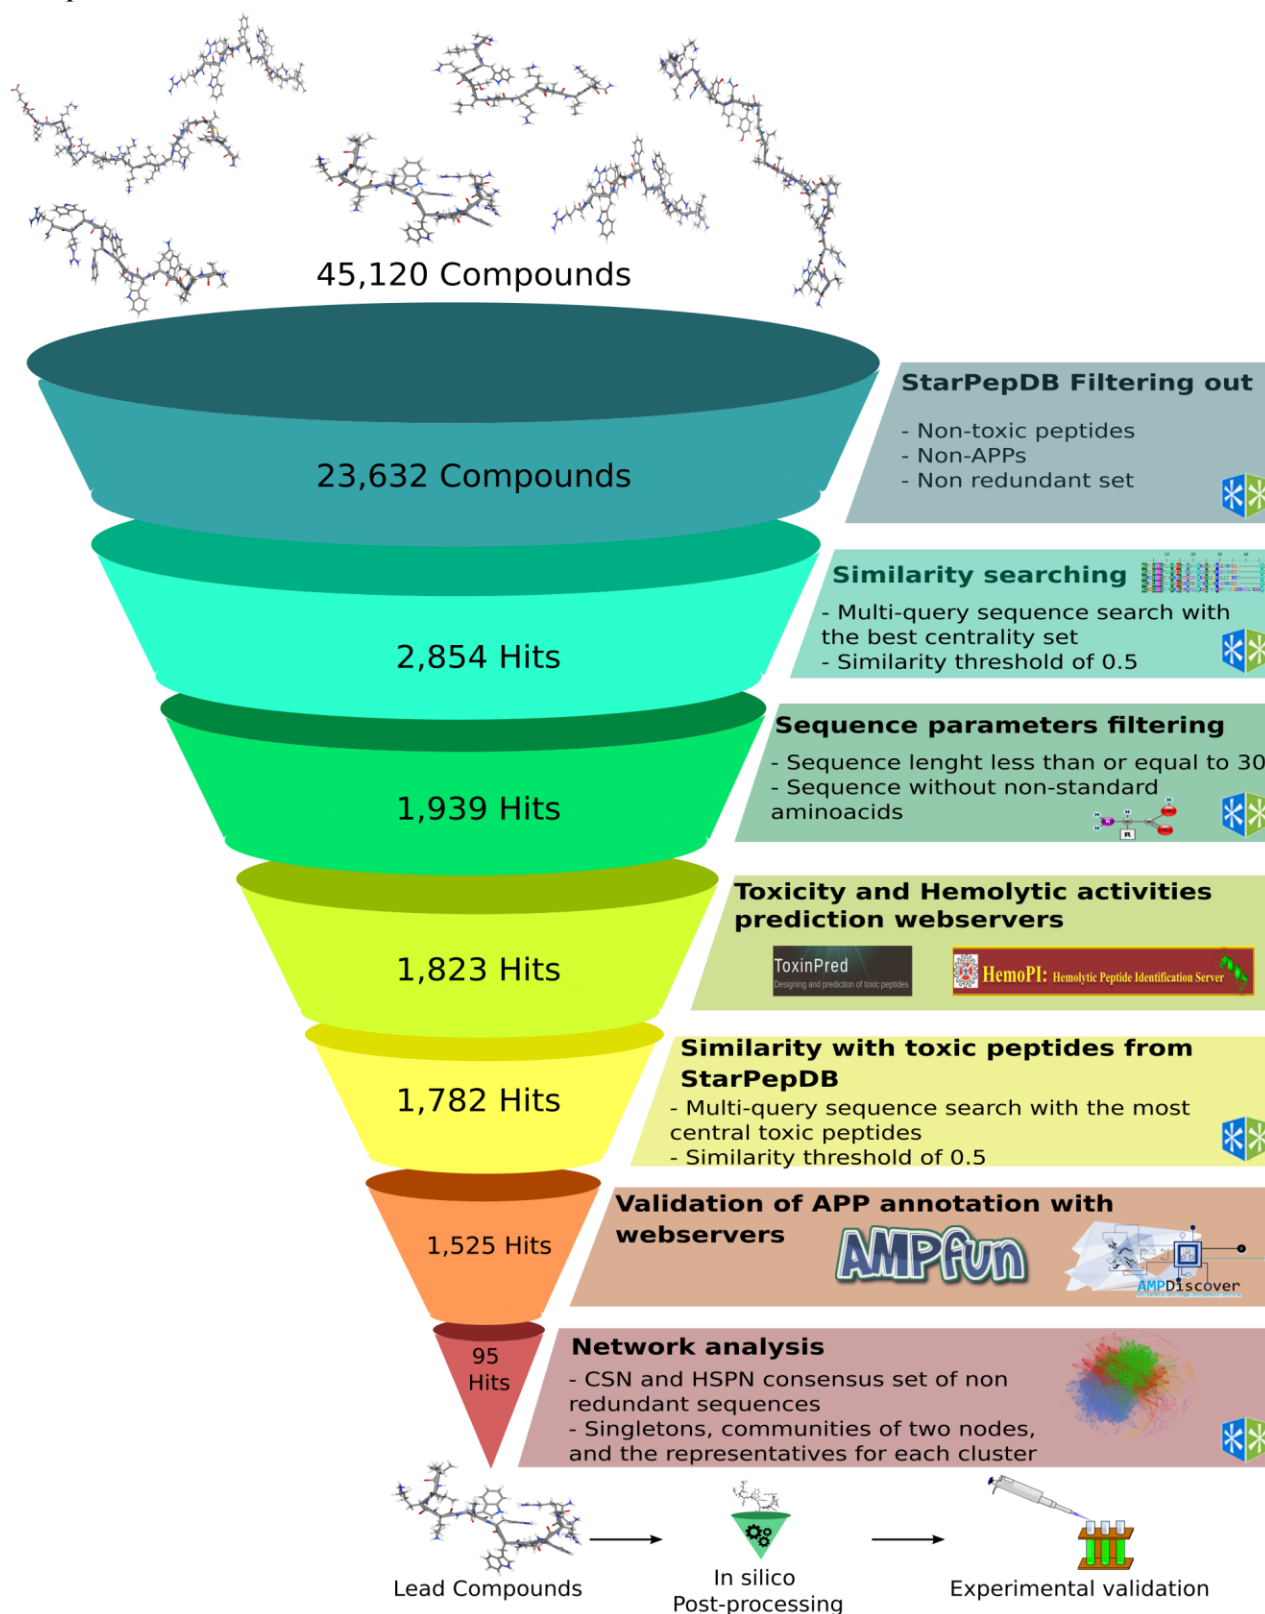 45,120 Compounds
StarPepDB Filtering out
- Non-toxic peptides
- Non-APPs
- Non redundant set
23,632 Compounds
Similarity searching
- Multi-query sequence search with
the best centrality set
- Similarity threshold of 0.5
2,854 Hits
Sequence parameters filtering
- Sequence lenght less than or equal to 30
- Sequence without non-standard
aminoacids
1,939 Hits
H
H
N
H
C
R
C
H
Toxicity and Hemolytic activities
prediction webservers
ToxinPred
Designing and prediction of toxic peptides
HemoPI: Hemolytic Peptide Identification Server
1,823 Hits
Similarity with toxic peptides from
StarPepDB
- Multi-query sequence search with the most
central toxic peptides
- Similarity threshold of 0.5
1,782 Hits
Validation of APP annotation with
webservers
AMPfun
AMPDiscover
1,525 Hits
Network analysis
- CSN and HSPN consensus set of non
redundant sequences
- Singletons, communities of two nodes,
and the representatives for each cluster
95
Hits
Lead Compounds
In silico
Post-processing
Experimental validation